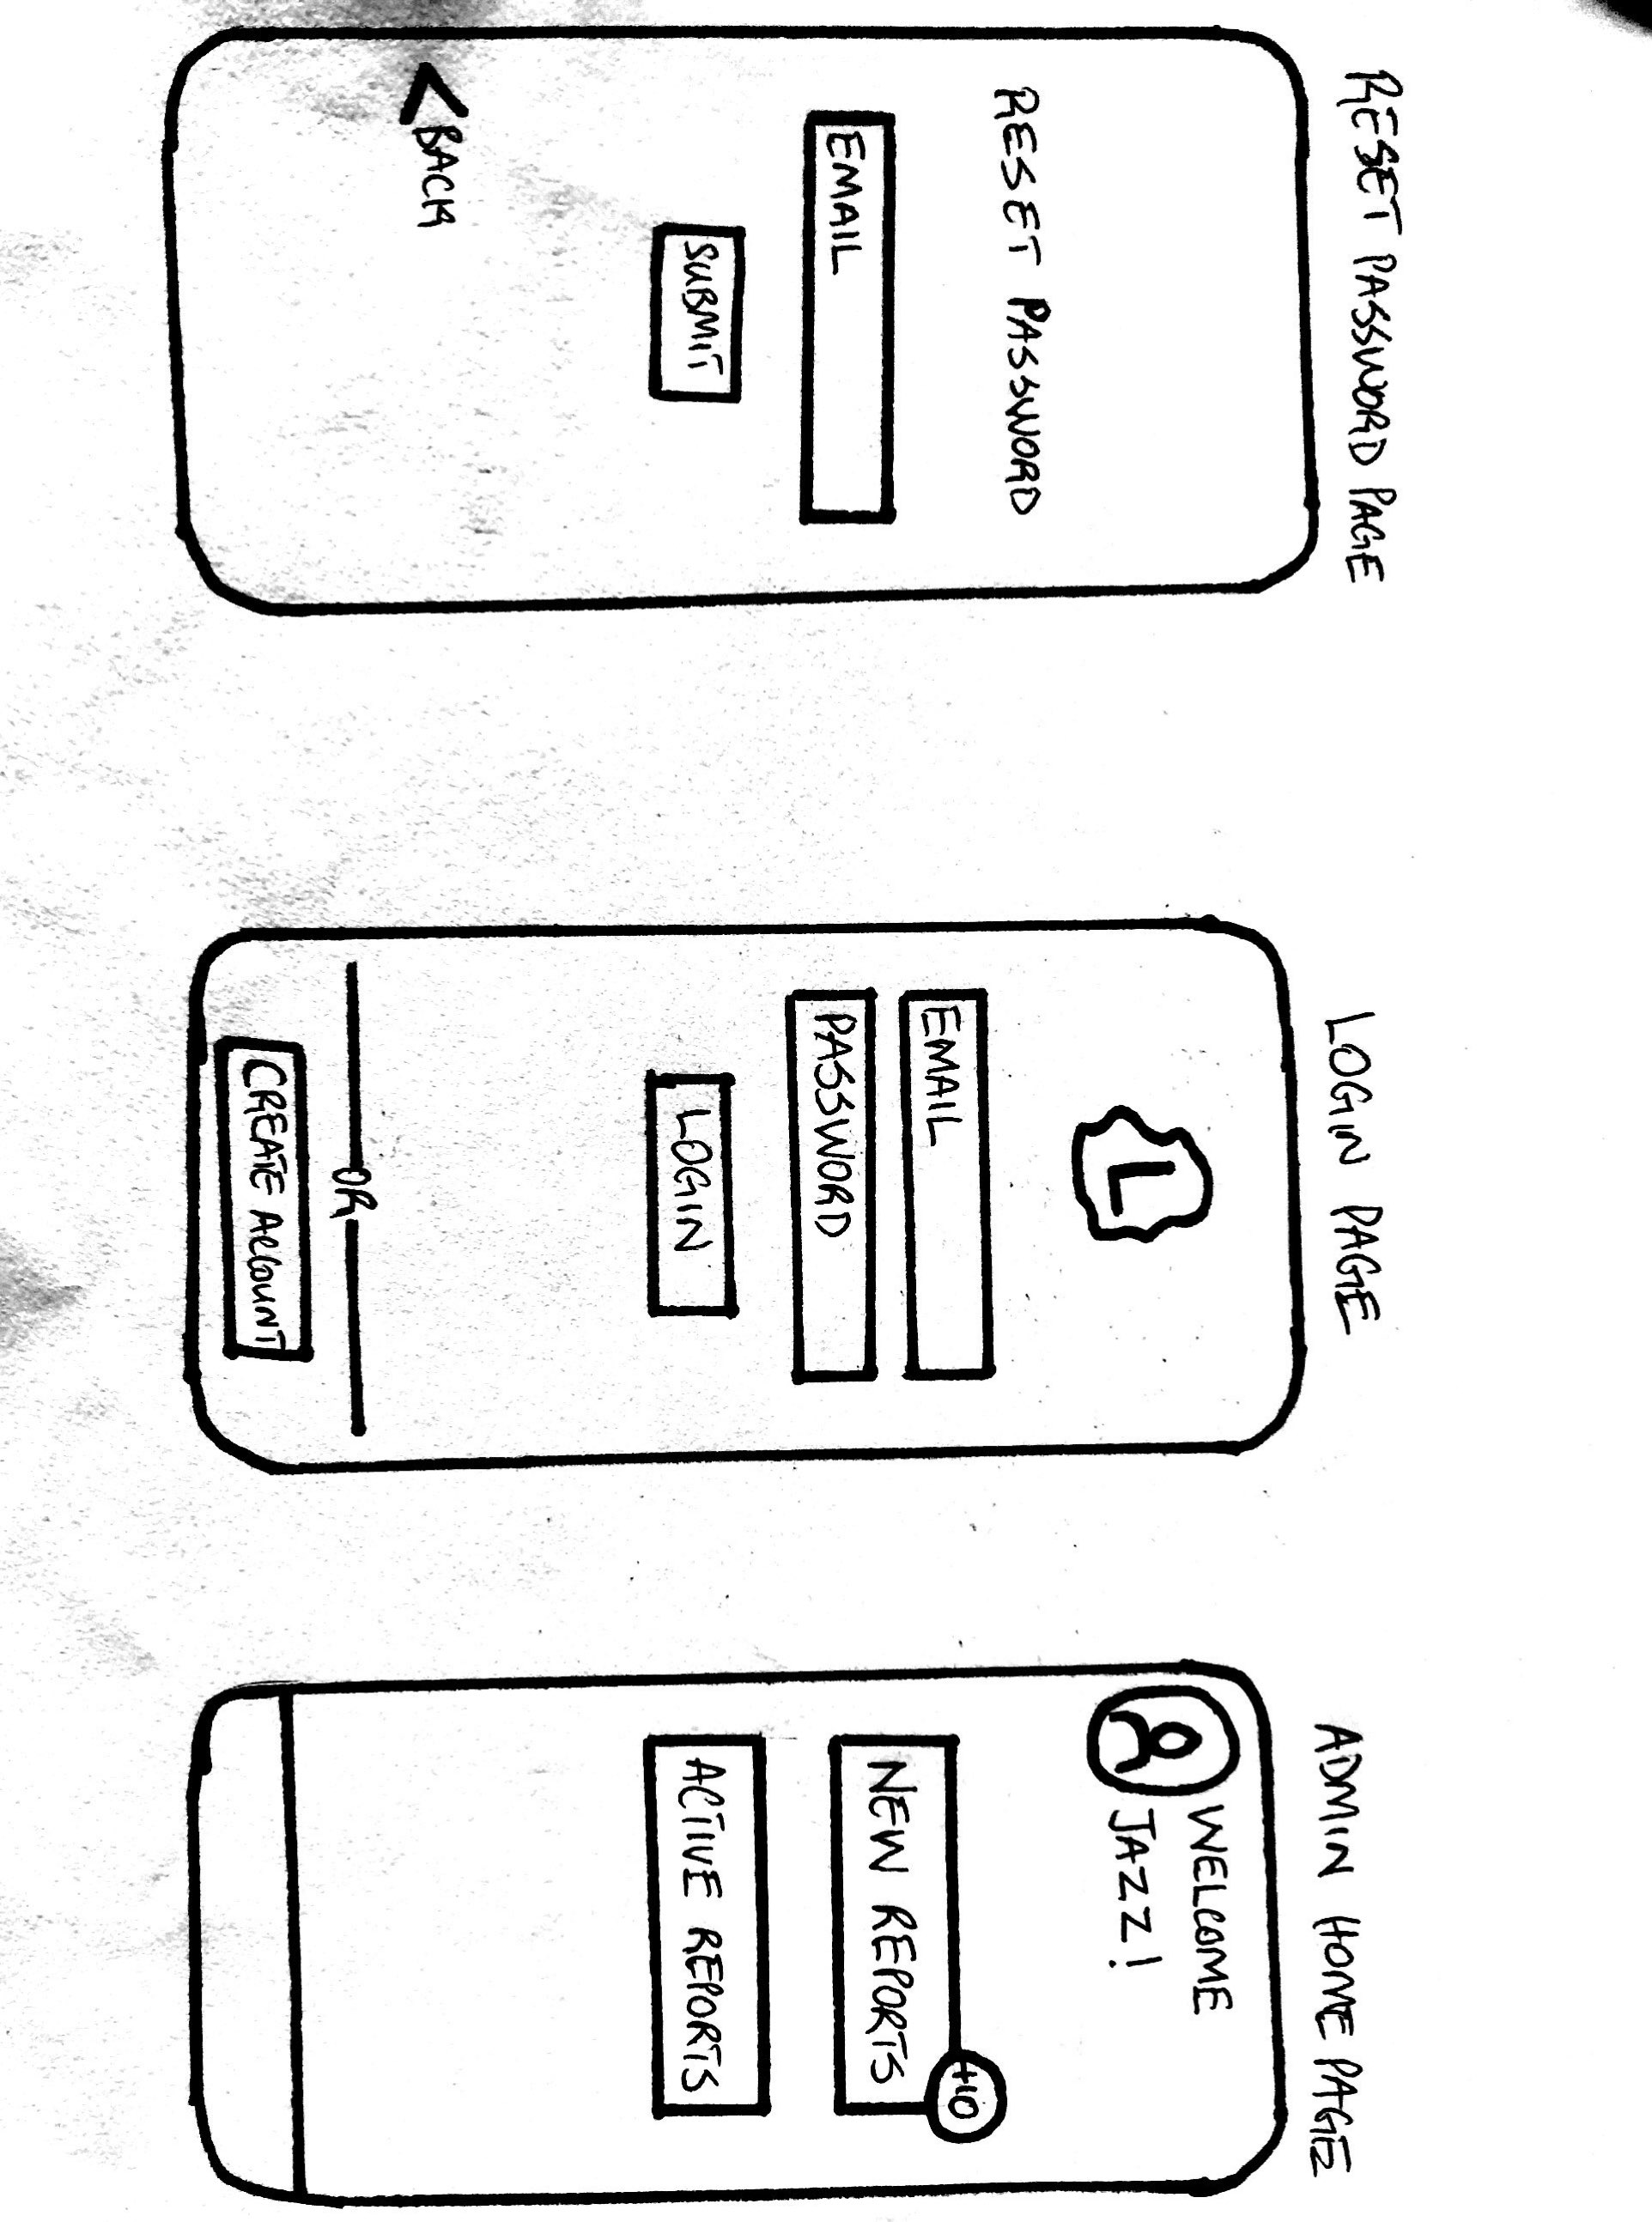 RESET PASSWORD PAGE
RESET PASSWORD
EMAIL
SUBMIT
< BACK
LOGIN PAGE
L
EMAIL
PASSWORD
LOGIN
OR
CREATE ACCOUNT
ADMIN HOME PAGE
WELCOME
JAZZ!
+10
NEW REPORTS
ACTIVE REPORTS